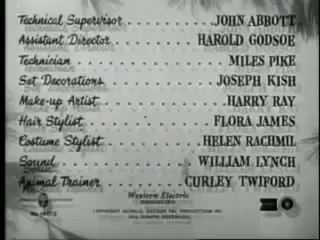 Technical Supervisor . . . . . . . . JOHN ABBOTT
Assistant Director . . . . . . . . HAROLD GODSOE
Technician . . . . . . . . . . . . . MILES PIKE
Set Decorations . . . . . . . . . . JOSEPH KISH
Make-up Artist . . . . . . . . . . . HARRY RAY
Hair Stylist . . . . . . . . . . . FLORA JAMES
Costume Stylist . . . . . . . . HELEN RACHMIL
Sound . . . . . . . . . . . . . WILLIAM LYNCH
Animal Trainer . . . . . . . . CURLEY TWIFORD
Western Electric